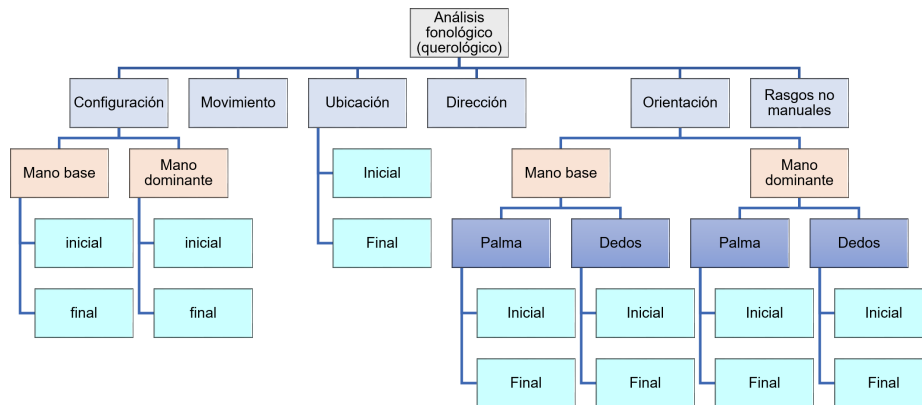 Análisis
fonológico
(querológico)
Configuración
Movimiento
Ubicación
Dirección
Orientación
Rasgos no
manuales
Mano base
Mano
dominante
Inicial
Mano base
Mano
dominante
inicial
inicial
Final
Palma
Dedos
Palma
Dedos
final
final
Inicial
Inicial
Inicial
Inicial
Final
Final
Final
Final